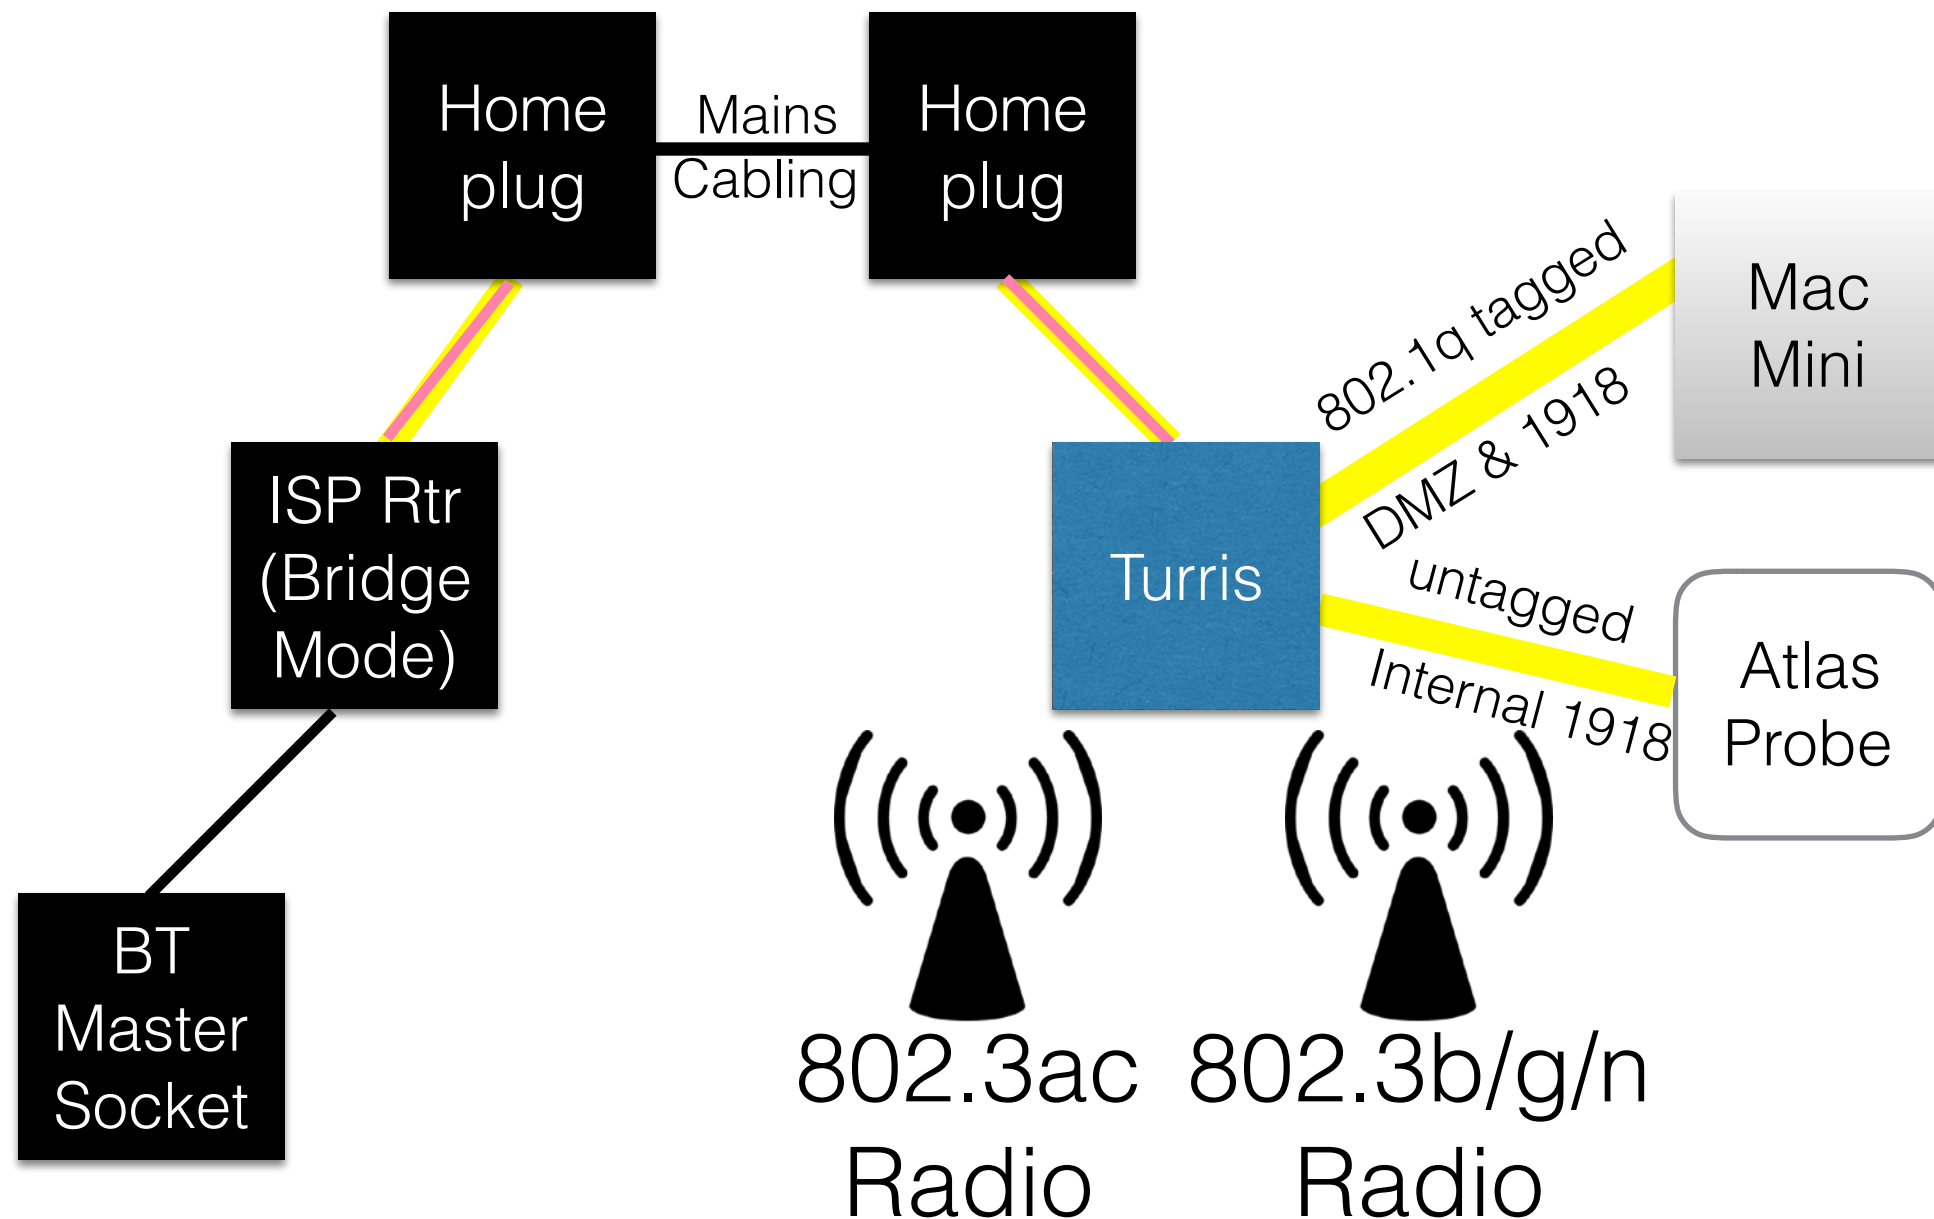 Home
plug
Mains
Cabling
Home
plug
802.1q tagged
DMZ & 1918
Mac
Mini
ISP Rtr
(Bridge
Mode)
Turris
untagged
Internal 1918
Atlas
Probe
BT
Master
Socket
802.3ac
Radio
802.3b/g/n
Radio